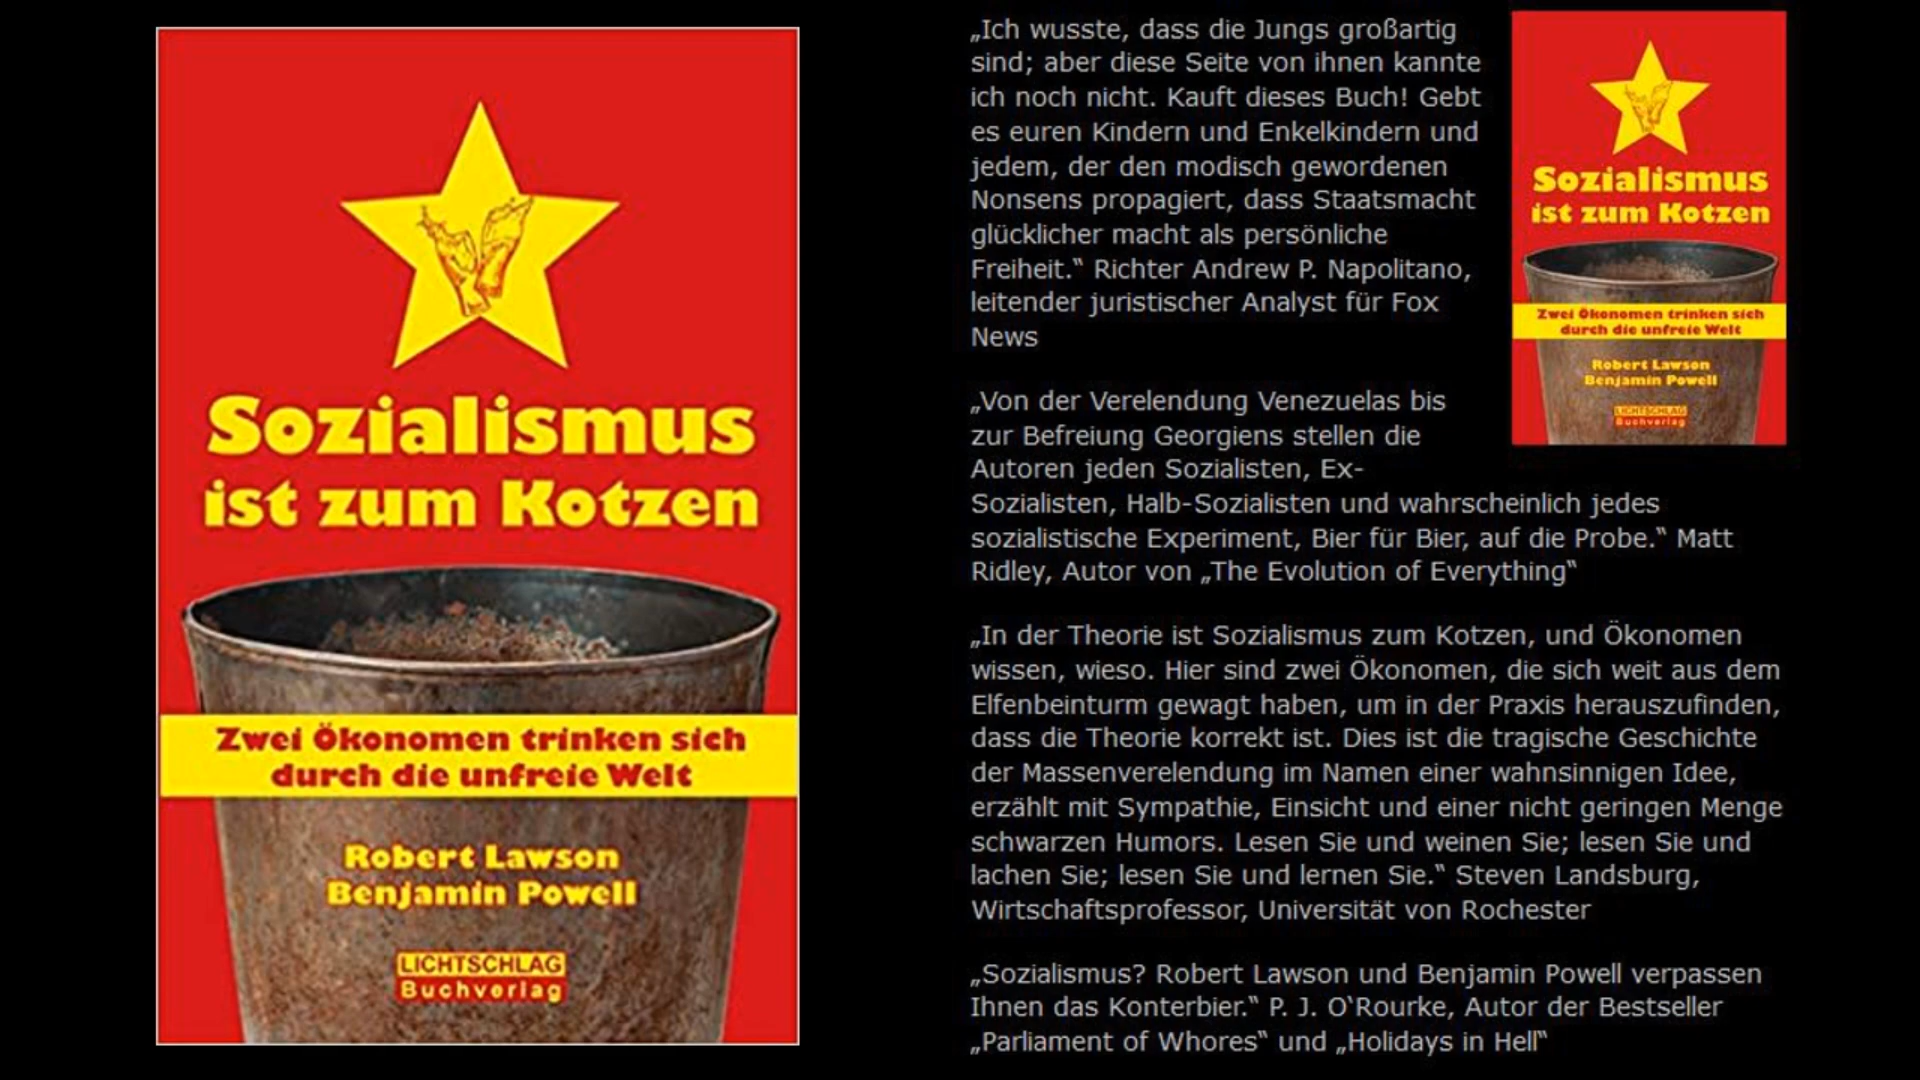 Sozialismus
ist zum Kotzen
Zwei Ökonomen trinken sich
durch die unfreie Welt
Robert Lawson
Benjamin Powell
LICHTSCHLAG
Buchverlag
„Ich wusste, dass die Jungs großartig
sind; aber diese Seite von ihnen kannte
ich noch nicht. Kauft dieses Buch! Gebt
es euren Kindern und Enkelkindern und
jedem, der den modisch gewordenen
Nonsens propagiert, dass Staatsmacht
glücklicher macht als persönliche
Freiheit.“ Richter Andrew P. Napolitano,
leitender juristischer Analyst für Fox
News
„Von der Verelendung Venezuelas bis
zur Befreiung Georgiens stellen die
Autoren jeden Sozialisten, Ex-
Sozialisten, Halb-Sozialisten und wahrscheinlich jedes
sozialistische Experiment, Bier für Bier, auf die Probe.“ Matt
Ridley, Autor von „The Evolution of Everything“
„In der Theorie ist Sozialismus zum Kotzen, und Ökonomen
wissen, wieso. Hier sind zwei Ökonomen, die sich weit aus dem
Elfenbeinturm gewagt haben, um in der Praxis herauszufinden,
dass die Theorie korrekt ist. Dies ist die tragische Geschichte
der Massenverelendung im Namen einer wahnsinnigen Idee,
erzählt mit Sympathie, Einsicht und einer nicht geringen Menge
schwarzen Humors. Lesen Sie und weinen Sie; lesen Sie und
lachen Sie; lesen Sie und lernen Sie.“ Steven Landsburg,
Wirtschaftsprofessor, Universität von Rochester
„Sozialismus? Robert Lawson und Benjamin Powell verpassen
Ihnen das Konterbier.“ P. J. O‘Rourke, Autor der Bestseller
„Parliament of Whores“ und „Holidays in Hell“
Sozialismus
ist zum Kotzen
Zwei Ökonomen trinken sich
durch die unfreie Welt
Robert Lawson
Benjamin Powell
LICHTSCHLAG
Buchverlag